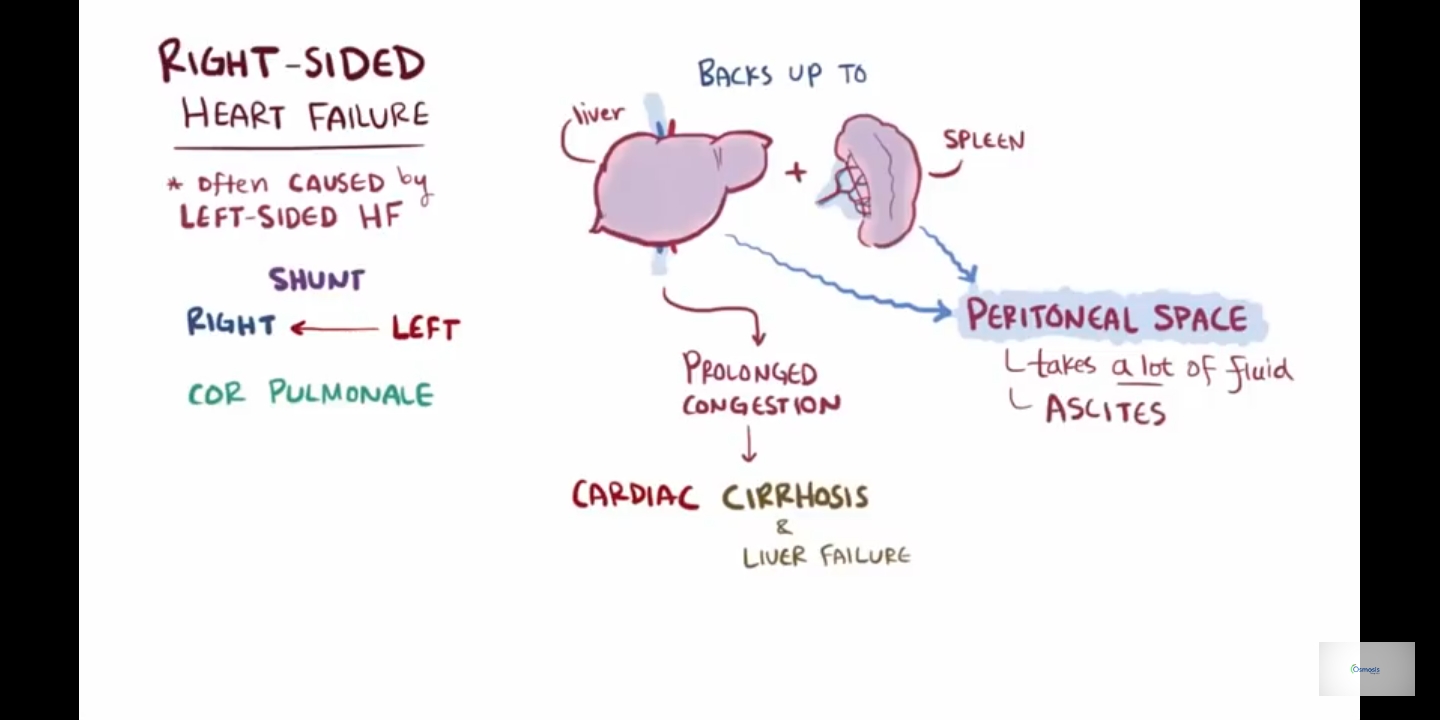 RIGHT-SIDED
HEART FAILURE
* often CAUSED by
LEFT-SIDED HF
SHUNT
RIGHT ← LEFT
COR PULMONALE
BACKS UP TO
liver
+
SPLEEN
PERITONEAL SPACE
takes a lot of fluid
ASCITES
PROLONGED
CONGESTION
CARDIAC CIRRHOSIS
&
LIVER FAILURE
Osmosis